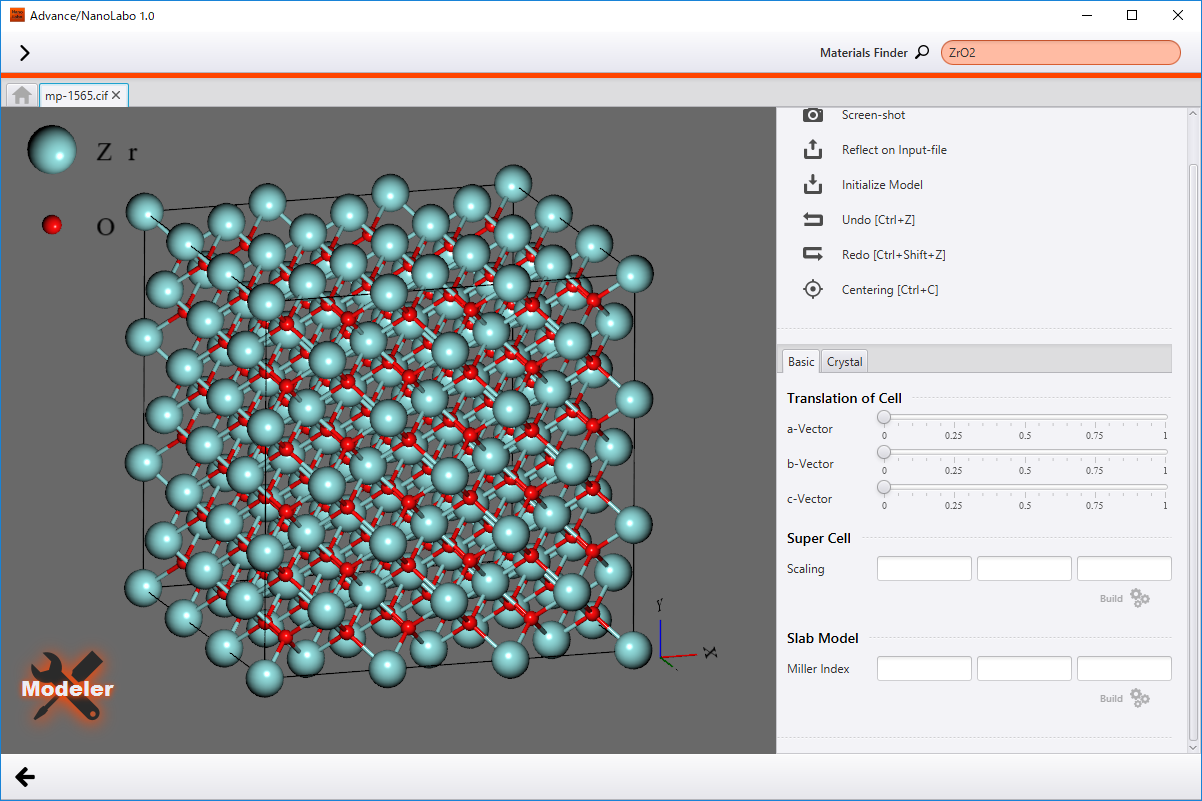 Advance/NanoLabo 1.0
Materials Finder
ZrO2
mp-1565.cif
Z r
O
Y
X
Modeler
Screen-shot
Reflect on Input-file
Initialize Model
Undo [Ctrl+Z]
Redo [Ctrl+Shift+Z]
Centering [Ctrl+C]
Basic
Crystal
Translation of Cell
a-Vector
0 0.25 0.5 0.75 1
b-Vector
0 0.25 0.5 0.75 1
c-Vector
0 0.25 0.5 0.75 1
Super Cell
Scaling
Build
Slab Model
Miller Index
Build